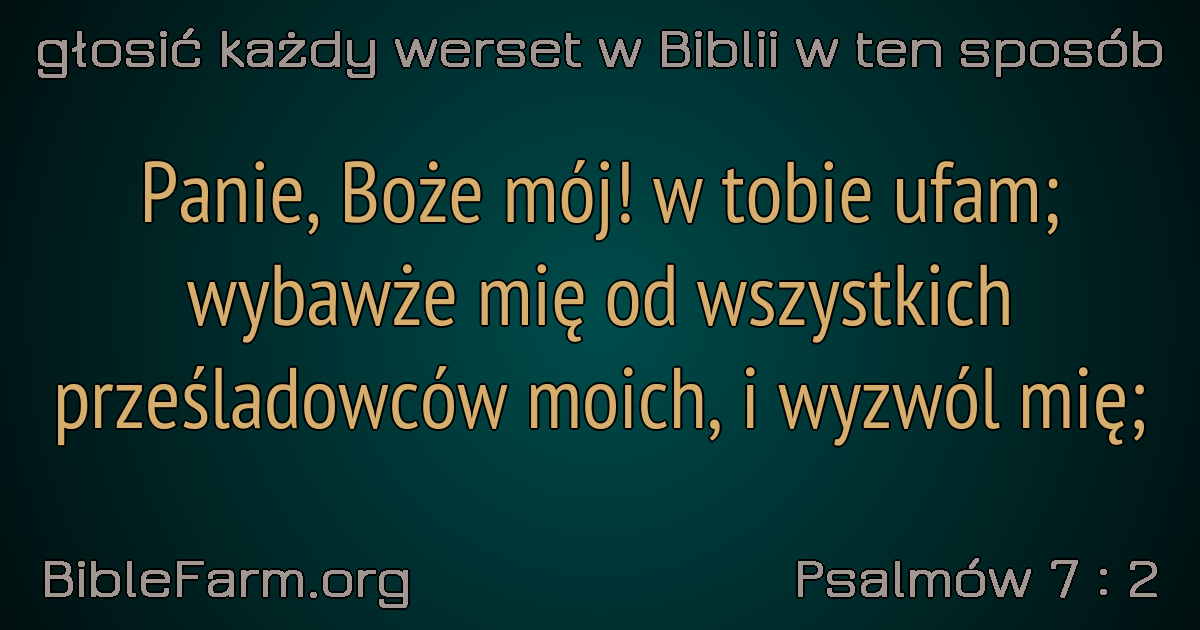 głosić każdy werset w Biblii w ten sposób
Panie, Boże mój! w tobie ufam;
wybawże mię od wszystkich
prześladowców moich, i wyzwól mię;
BibleFarm.org
Psalmów 7 : 2